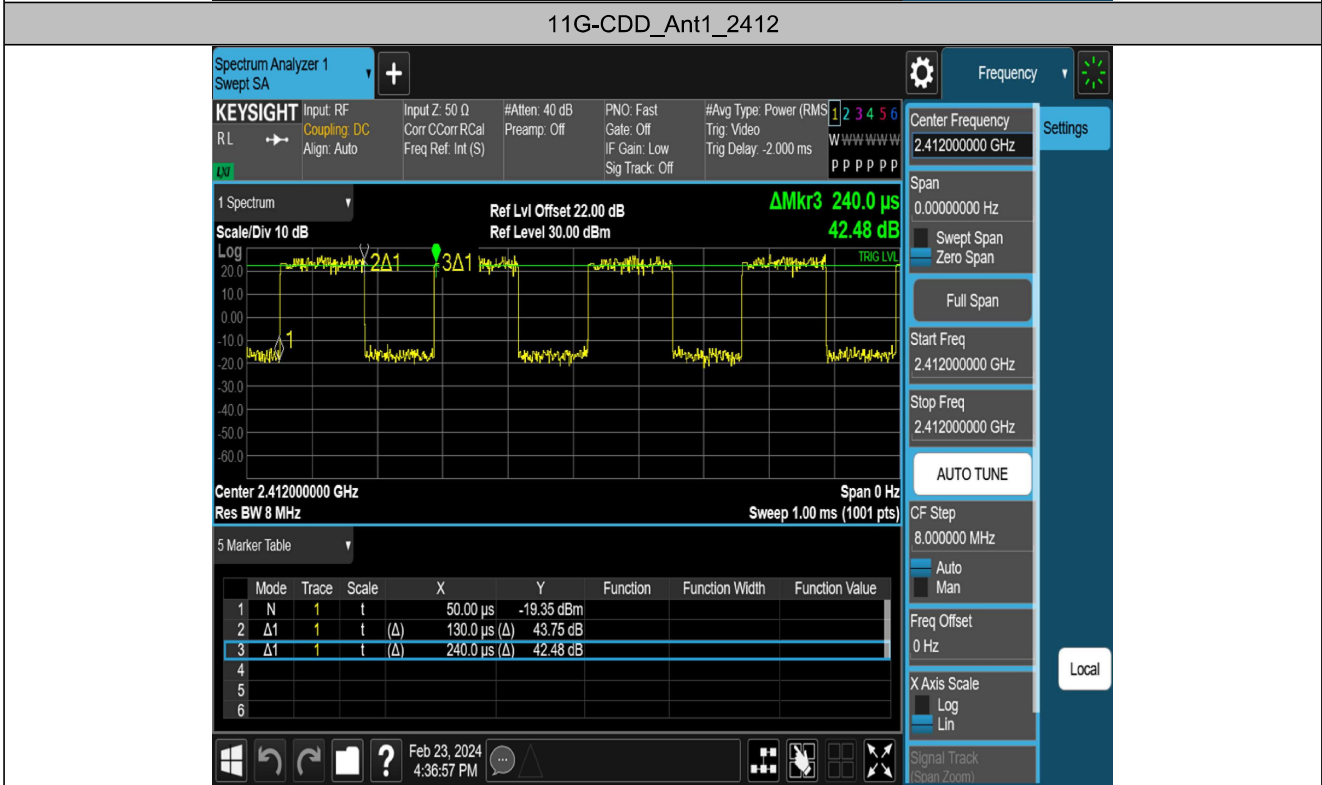 11G-CDD_Ant1_2412
Spectrum Analyzer 1
Swept SA
+
Frequency
KEYSIGHT
RL
LXI
Input: RF
Coupling: DC
Align: Auto
Input Z: 50 Ω
Corr CCorr RCal
Freq Ref: Int (S)
#Atten: 40 dB
Preamp: Off
PNO: Fast
Gate: Off
IF Gain: Low
Sig Track: Off
#Avg Type: Power (RMS
Trig: Video
Trig Delay: -2.000 ms
1 2 3 4 5 6
W W W W W W
P P P P P P
Center Frequency
2.412000000 GHz
Settings
1 Spectrum
Scale/Div 10 dB
Ref Lvl Offset 22.00 dB
Ref Level 30.00 dBm
ΔMkr3 240.0 µs
42.48 dB
Log
TRIG LVL
2Δ1
3Δ1
1
20.0
10.0
0.00
-10.0
-20.0
-30.0
-40.0
-50.0
-60.0
Center 2.412000000 GHz
Res BW 8 MHz
Span 0 Hz
Sweep 1.00 ms (1001 pts)
Span
0.00000000 Hz
Swept Span
Zero Span
Full Span
Start Freq
2.412000000 GHz
Stop Freq
2.412000000 GHz
AUTO TUNE
CF Step
8.000000 MHz
Auto
Man
Freq Offset
0 Hz
X Axis Scale
Log
Lin
Signal Track
(Span Zoom)
Local
5 Marker Table
Mode Trace Scale X Y Function Function Width Function Value
1 N 1 t 50.00 µs -19.35 dBm
2 Δ1 1 t (Δ) 130.0 µs (Δ) 43.75 dB
3 Δ1 1 t (Δ) 240.0 µs (Δ) 42.48 dB
4
5
6
?
Feb 23, 2024
4:36:57 PM